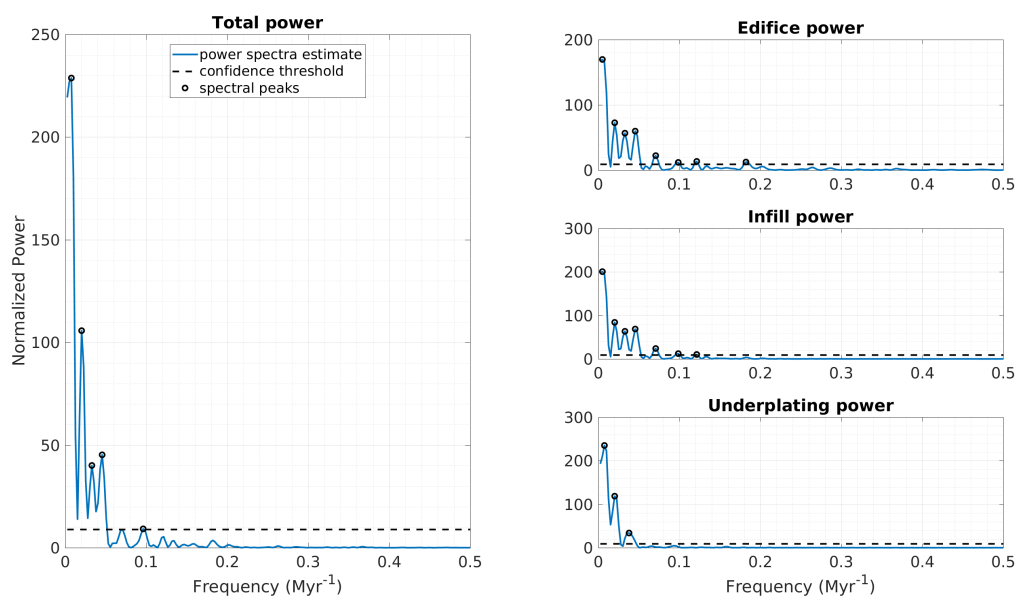 Total power
250
200
150
100
50
0
0 0.1 0.2 0.3 0.4 0.5
Normalized Power
Frequency (Myr-1)
power spectra estimate
confidence threshold
spectral peaks
Edifice power
200
100
0
0 0.1 0.2 0.3 0.4 0.5
Infill power
300
200
100
0
0 0.1 0.2 0.3 0.4 0.5
Underplating power
300
200
100
0
0 0.1 0.2 0.3 0.4 0.5
Frequency (Myr-1)